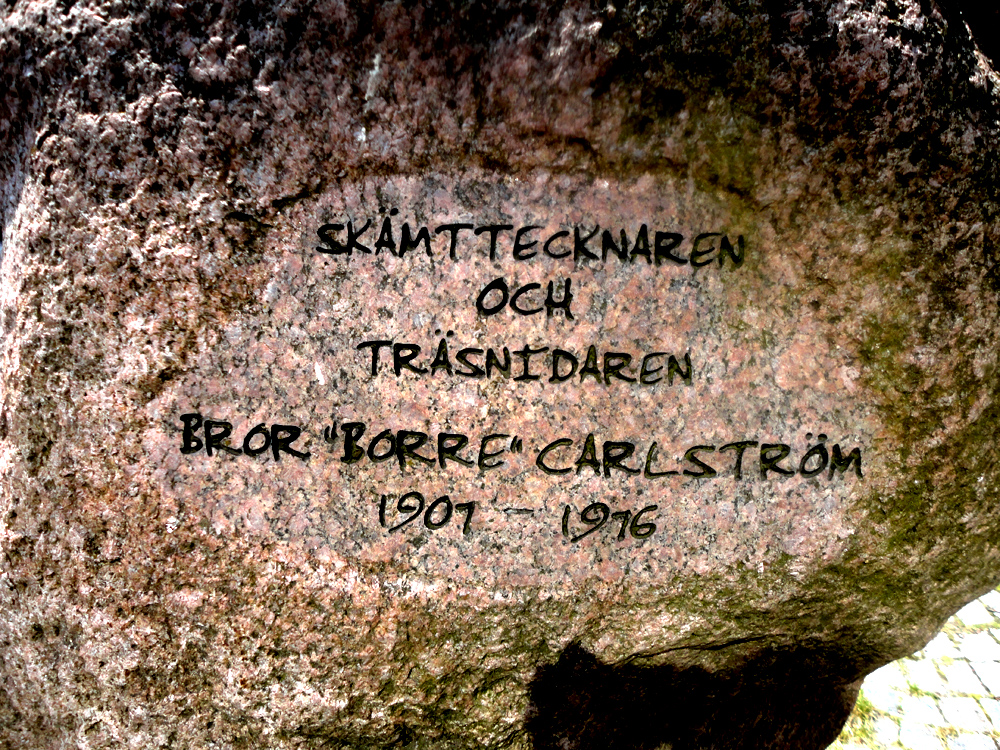 SKÄMTTECKNAREN
OCH
TRÄSNIDAREN
BROR "BORRE" CARLSTRÖM
1907 - 1976